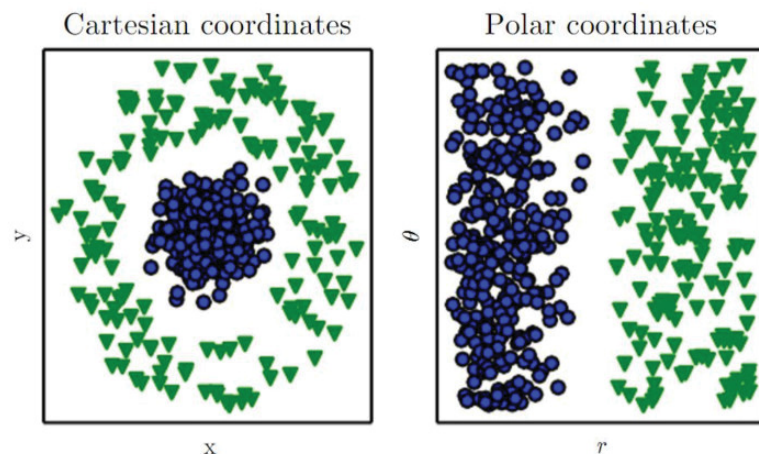 Cartesian coordinates
Polar coordinates
y
θ
x
r